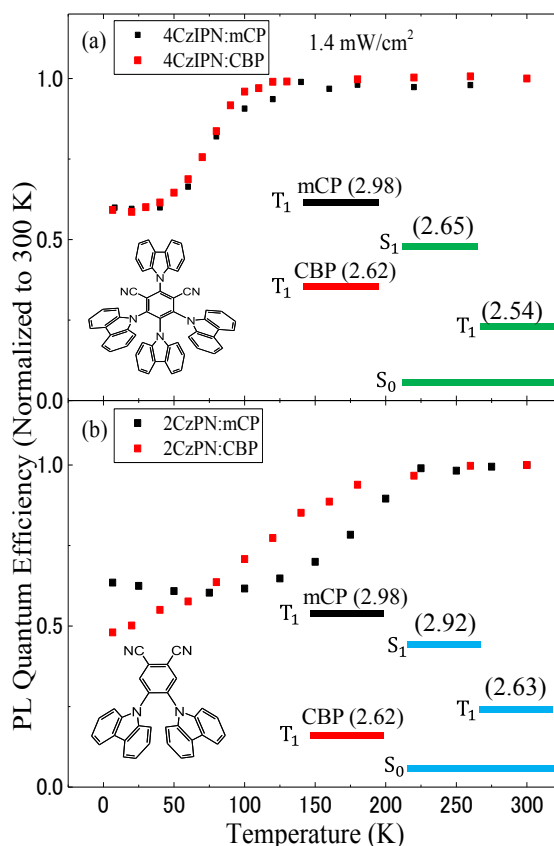 PL Quantum Efficiency (Normalized to 300 K)
(a)
4CzIPN:mCP
4CzIPN:CBP
1.4 mW/cm²
1.0
0.5
0.0
T₁ mCP (2.98)
S₁ (2.65)
T₁ CBP (2.62)
T₁ (2.54)
S₀
N
NC CN
N N
N
(b)
2CzPN:mCP
2CzPN:CBP
1.0
0.5
0.0
T₁ mCP (2.98)
S₁ (2.92)
T₁ (2.63)
T₁ CBP (2.62)
S₀
NC CN
N N
0 50 100 150 200 250 300
Temperature (K)